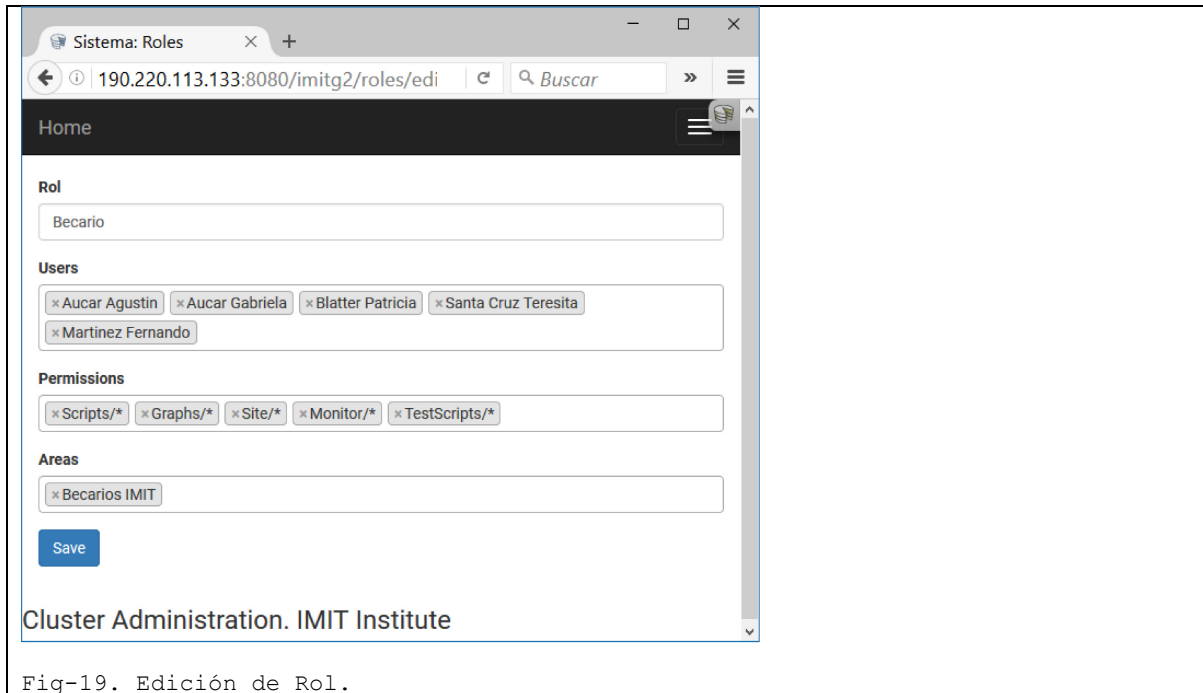 Sistema: Roles
190.220.113.133:8080/imitg2/roles/edi
Buscar
Home
Rol
Becario
Users
×Aucar Agustin ×Aucar Gabriela ×Blatter Patricia ×Santa Cruz Teresita
×Martinez Fernando
Permissions
×Scripts/* ×Graphs/* ×Site/* ×Monitor/* ×TestScripts/*
Areas
×Becarios IMIT
Save
Cluster Administration. IMIT Institute
Fig-19. Edición de Rol.